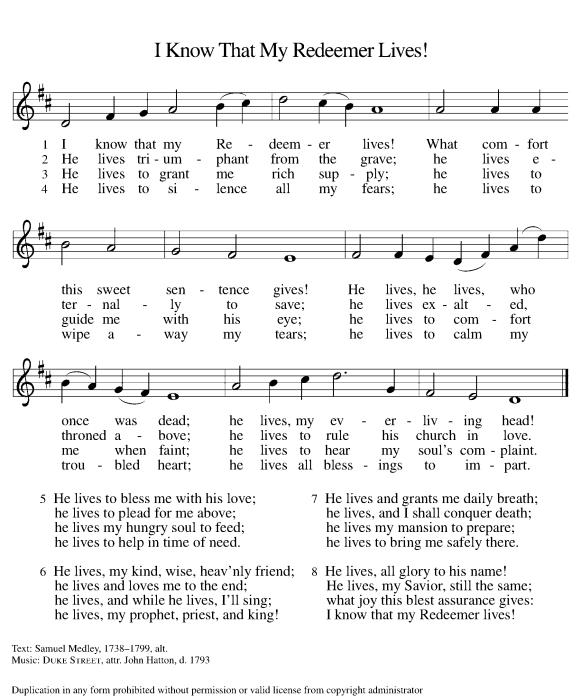 I Know That My Redeemer Lives!
1 I know that my Re - deem - er lives! What com - fort
2 He lives tri - um - phant from the grave; he lives e -
3 He lives to grant me rich sup - ply; he lives to
4 He lives to si - lence all my fears; he lives to
this sweet sen - tence gives! He lives, he lives, who
ter - nal - ly to save; he lives ex - alt - ed,
guide me with his eye; he lives to com - fort
wipe a - way my tears; he lives to calm my
once was dead; he lives, my ev - er - liv - ing head!
throned a - bove; he lives to rule his church in love.
me when faint; he lives to hear my soul's com - plaint.
trou - bled heart; he lives all bless - ings to im - part.
5 He lives to bless me with his love;
he lives to plead for me above;
he lives my hungry soul to feed;
he lives to help in time of need.
6 He lives, my kind, wise, heav'nly friend;
he lives and loves me to the end;
he lives, and while he lives, I'll sing;
he lives, my prophet, priest, and king!
7 He lives and grants me daily breath;
he lives, and I shall conquer death;
he lives my mansion to prepare;
he lives to bring me safely there.
8 He lives, all glory to his name!
He lives, my Savior, still the same;
what joy this blest assurance gives:
I know that my Redeemer lives!
Text: Samuel Medley, 1738–1799, alt.
Music: DUKE STREET, attr. John Hatton, d. 1793
Duplication in any form prohibited without permission or valid license from copyright administrator